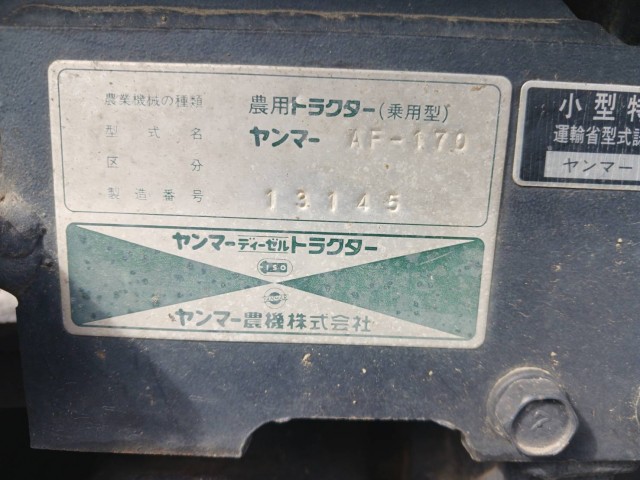 農業機械の種類 農用トラクター(乗用型)
型式名 ヤンマー AF-170
区分
製造番号 13145
ヤンマーディーゼルトラクター
ヤンマー農機株式会社
小型特
運輸省型式認
ヤンマー